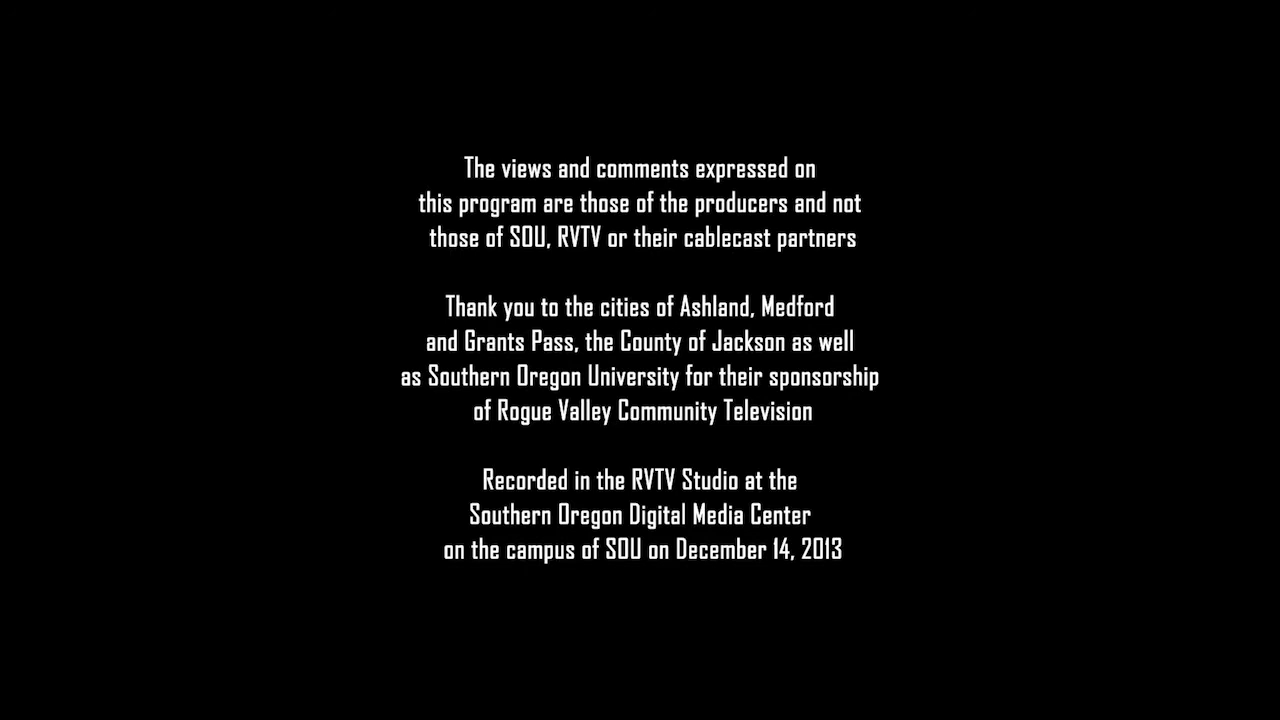 The views and comments expressed on
this program are those of the producers and not
those of SOU, RVTV or their cablecast partners
Thank you to the cities of Ashland, Medford
and Grants Pass, the County of Jackson as well
as Southern Oregon University for their sponsorship
of Rogue Valley Community Television
Recorded in the RVTV Studio at the
Southern Oregon Digital Media Center
on the campus of SOU on December 14, 2013